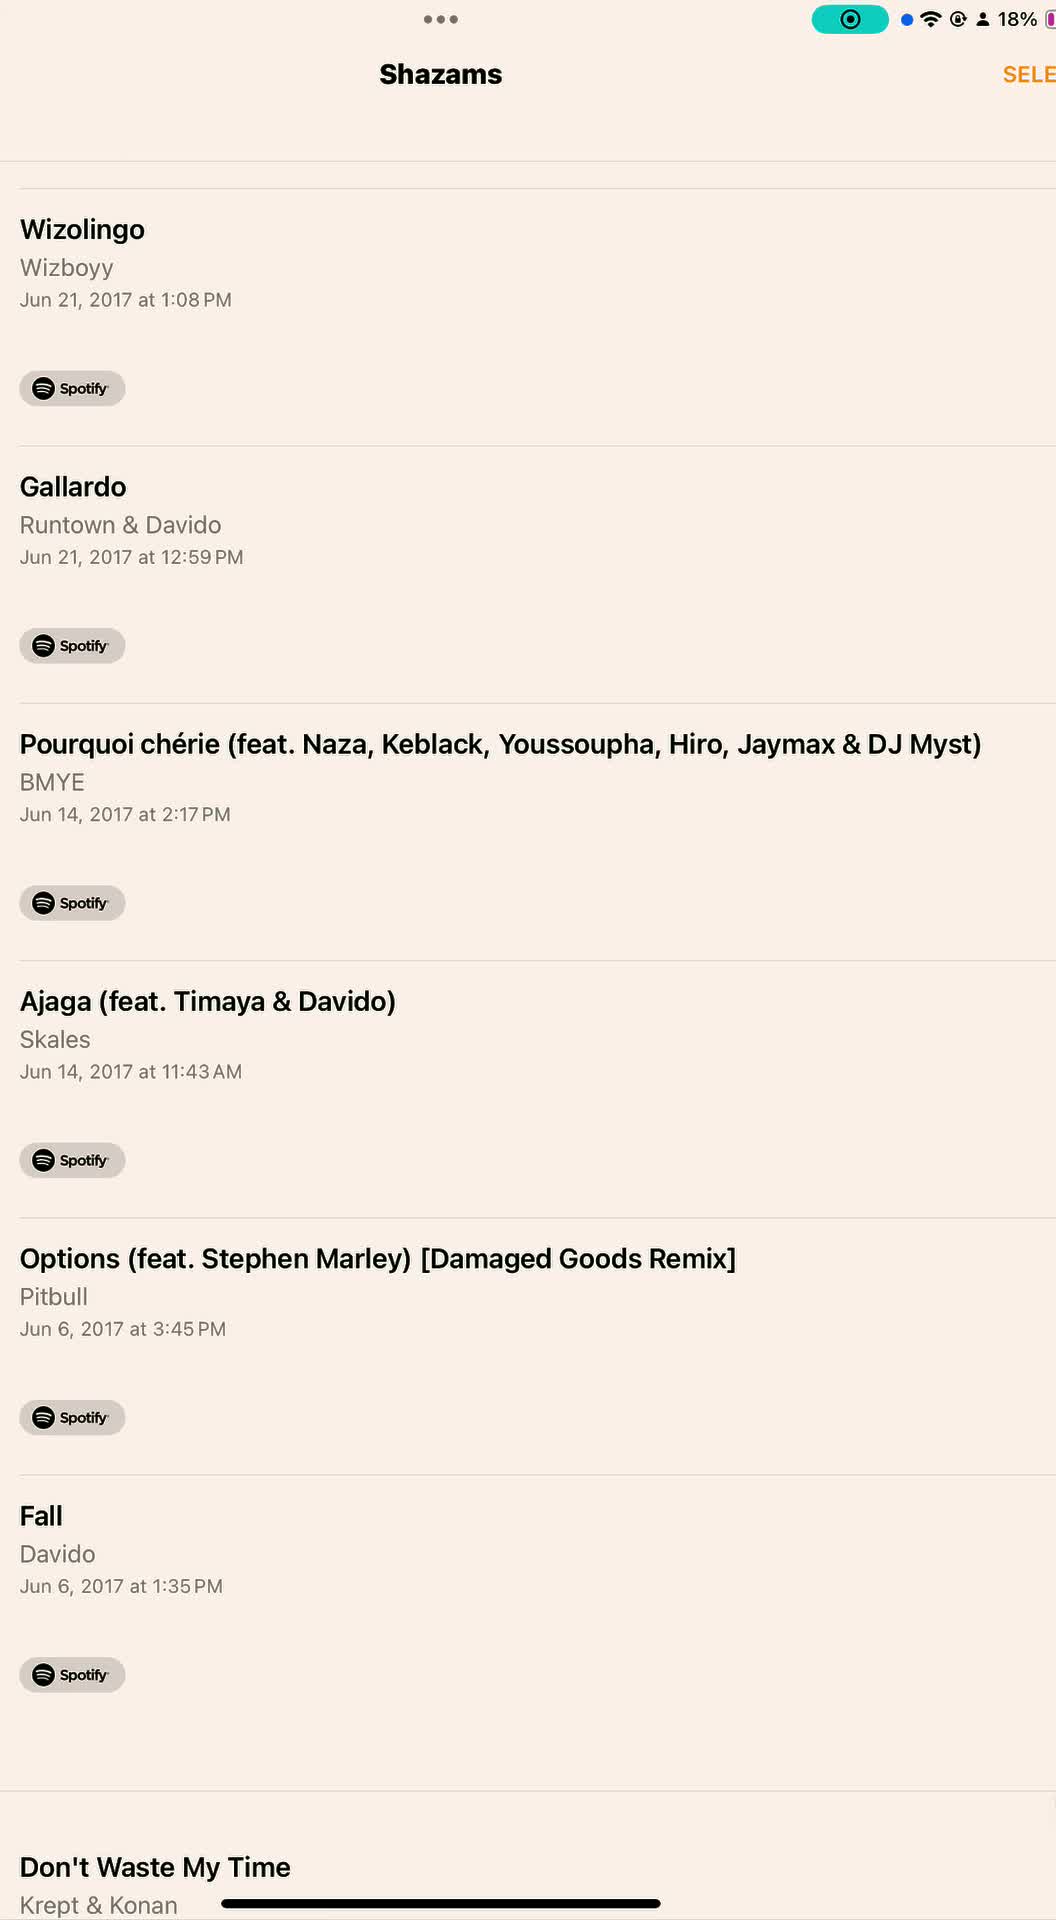 18%
Shazams
SELE
Wizolingo
Wizboyy
Jun 21, 2017 at 1:08 PM
Spotify
Gallardo
Runtown & Davido
Jun 21, 2017 at 12:59 PM
Spotify
Pourquoi chérie (feat. Naza, Keblack, Youssoupha, Hiro, Jaymax & DJ Myst)
BMYE
Jun 14, 2017 at 2:17 PM
Spotify
Ajaga (feat. Timaya & Davido)
Skales
Jun 14, 2017 at 11:43 AM
Spotify
Options (feat. Stephen Marley) [Damaged Goods Remix]
Pitbull
Jun 6, 2017 at 3:45 PM
Spotify
Fall
Davido
Jun 6, 2017 at 1:35 PM
Spotify
Don't Waste My Time
Krept & Konan